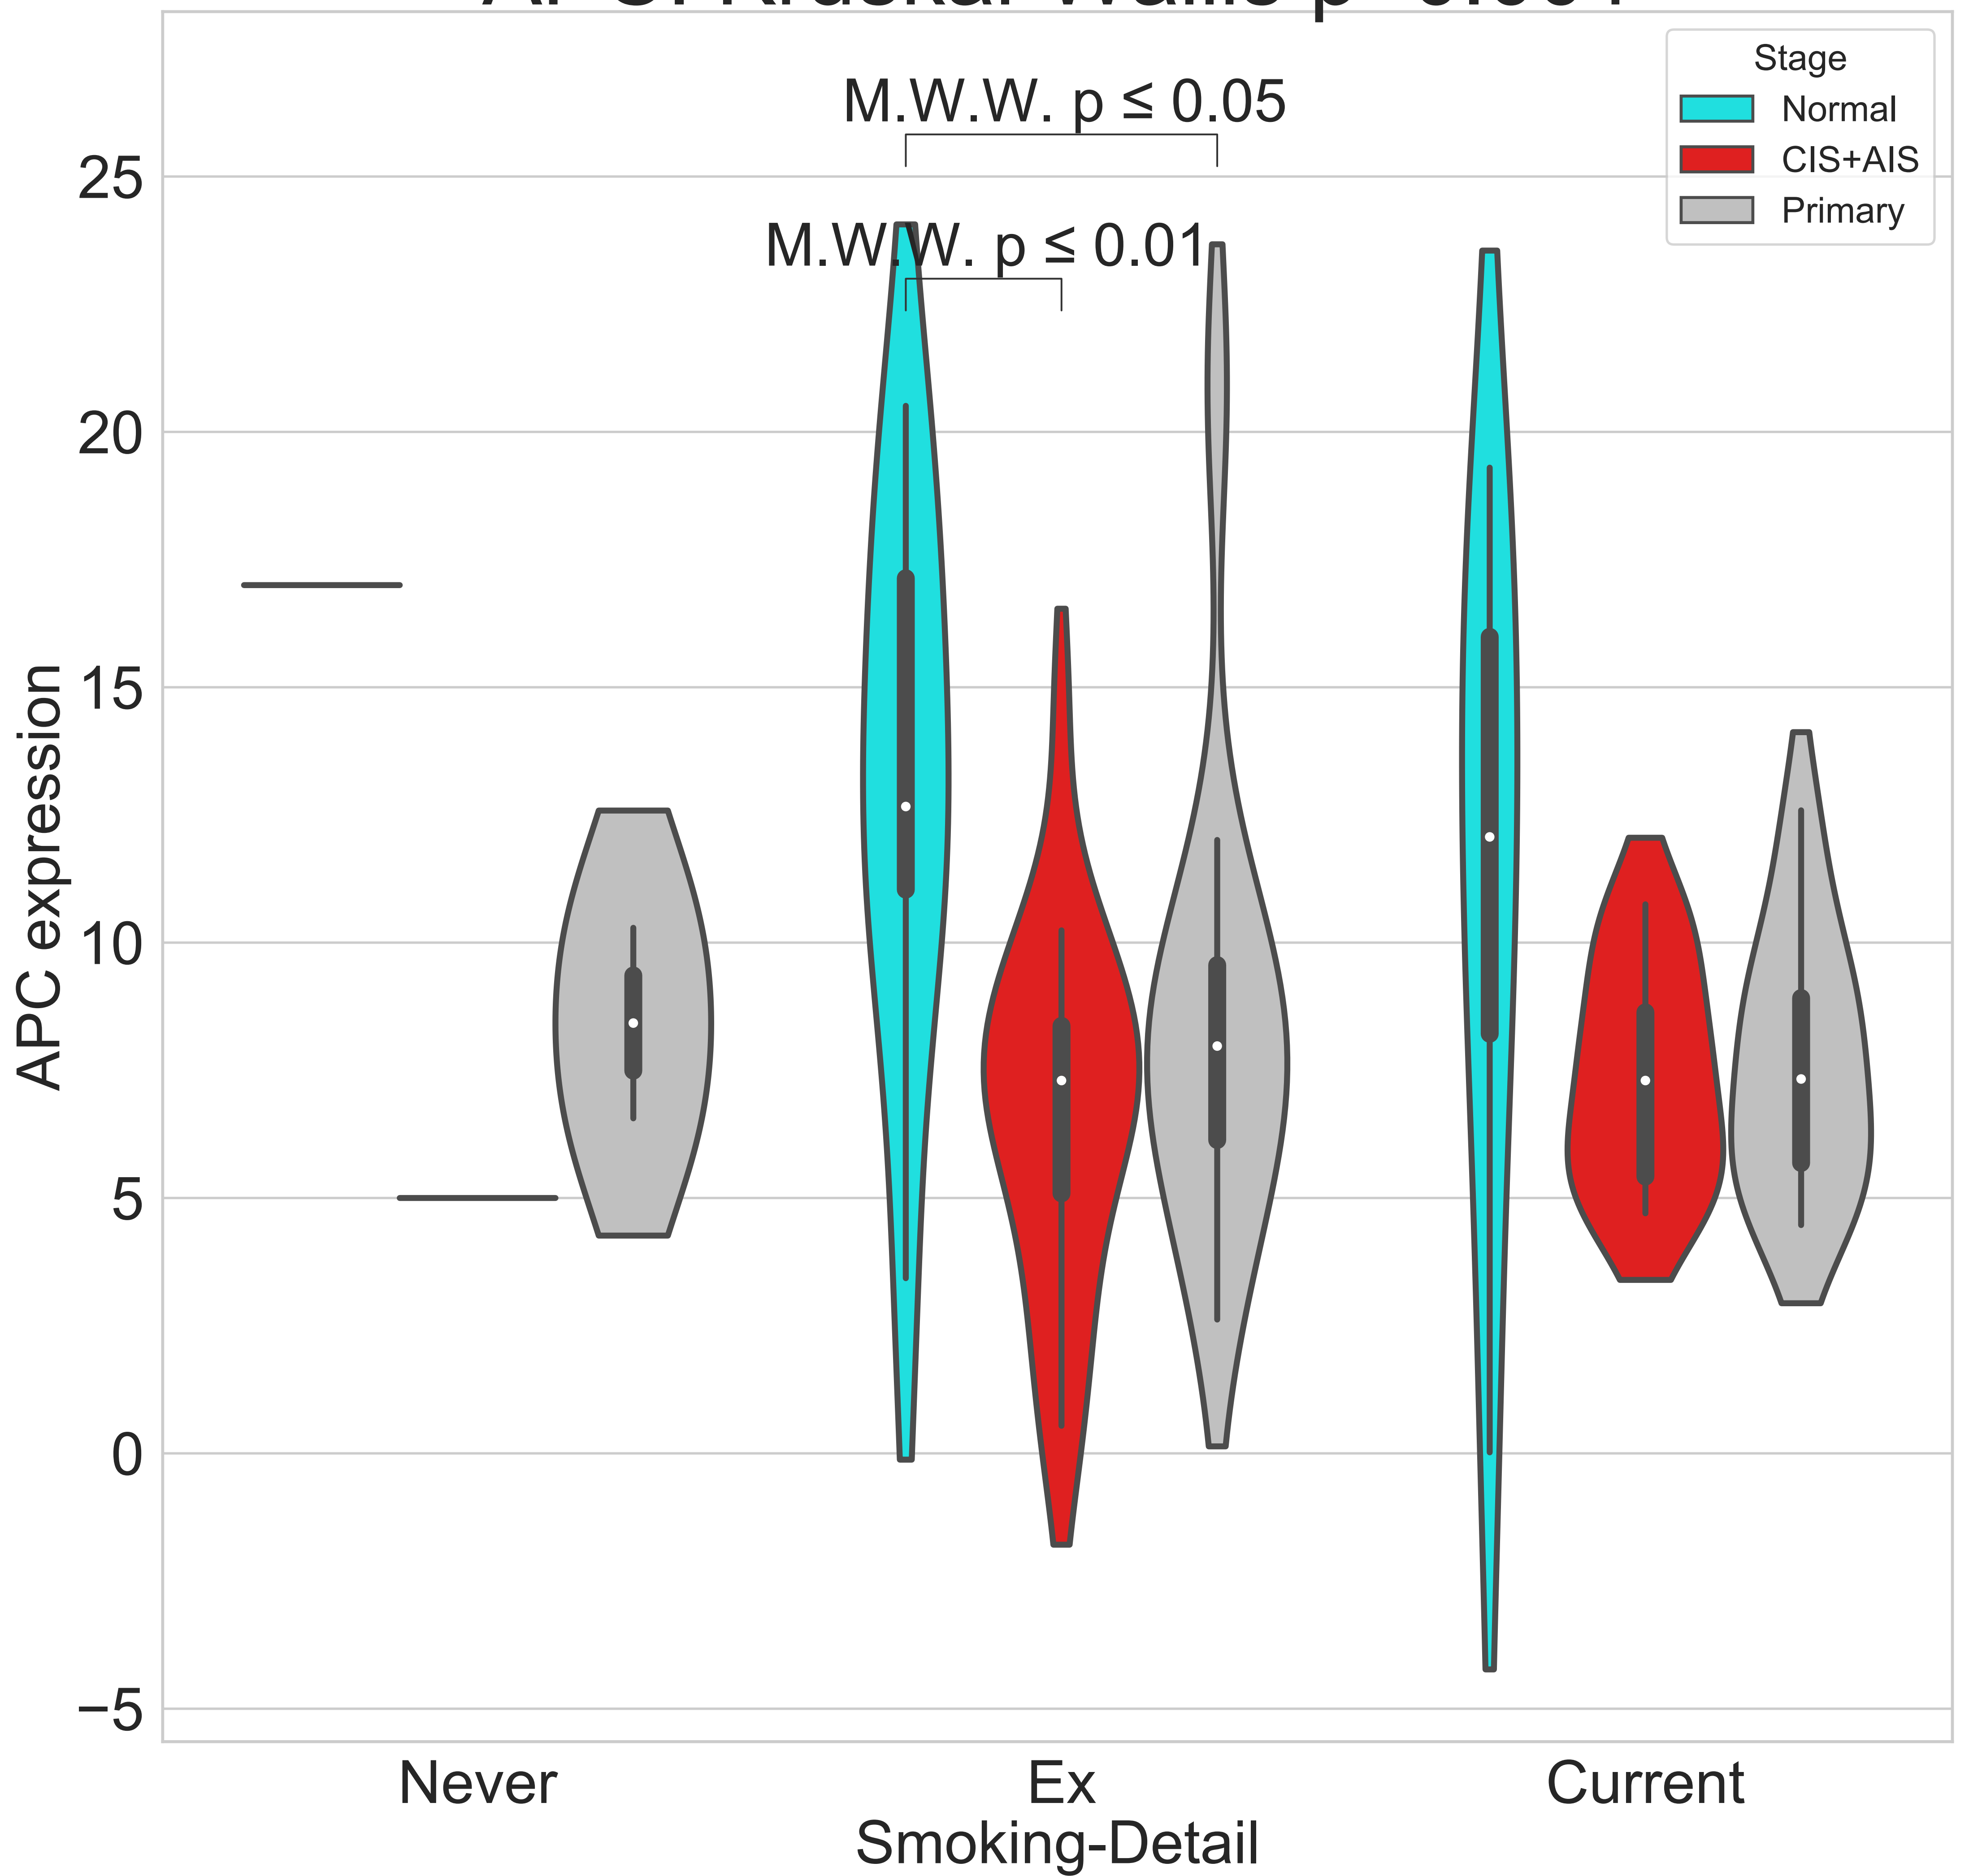 Stage
Normal
CIS+AIS
Primary
M.W.W. p ≤ 0.05
M.W.W. p ≤ 0.01
25
20
15
10
5
0
−5
APC expression
Never
Ex
Current
Smoking-Detail